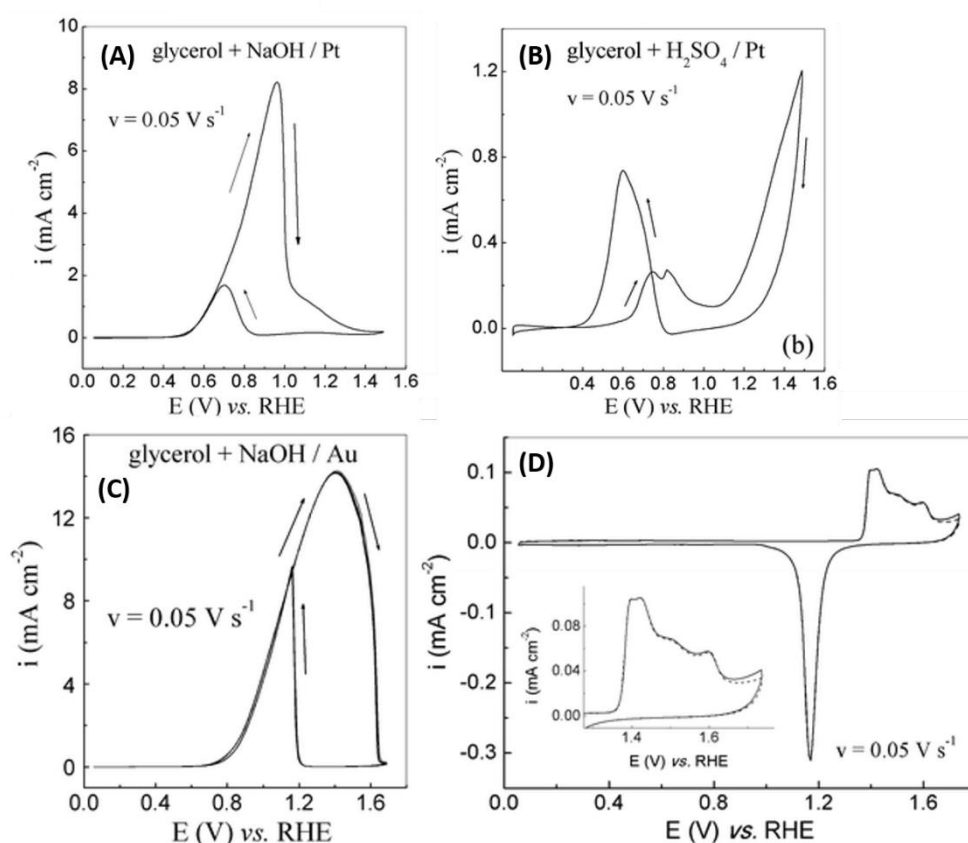 (A)
glycerol + NaOH / Pt
v = 0.05 V s⁻¹
i (mA cm⁻²)
10
8
6
4
2
0
0.0 0.2 0.4 0.6 0.8 1.0 1.2 1.4 1.6
E (V) vs. RHE
(B)
glycerol + H₂SO₄ / Pt
v = 0.05 V s⁻¹
i (mA cm⁻²)
1.2
0.8
0.4
0.0
(b)
0.4 0.6 0.8 1.0 1.2 1.4 1.6
E (V) vs. RHE
glycerol + NaOH / Au
(C)
v = 0.05 V s⁻¹
i (mA cm⁻²)
16
12
8
4
0
0.0 0.4 0.8 1.2 1.6
E (V) vs. RHE
(D)
i (mA cm⁻²)
0.1
0.0
-0.1
-0.2
-0.3
i (mA cm⁻²)
0.08
0.04
0.00
1.4 1.6
E (V) vs. RHE
v = 0.05 V s⁻¹
0.0 0.4 0.8 1.2 1.6
E (V) vs. RHE